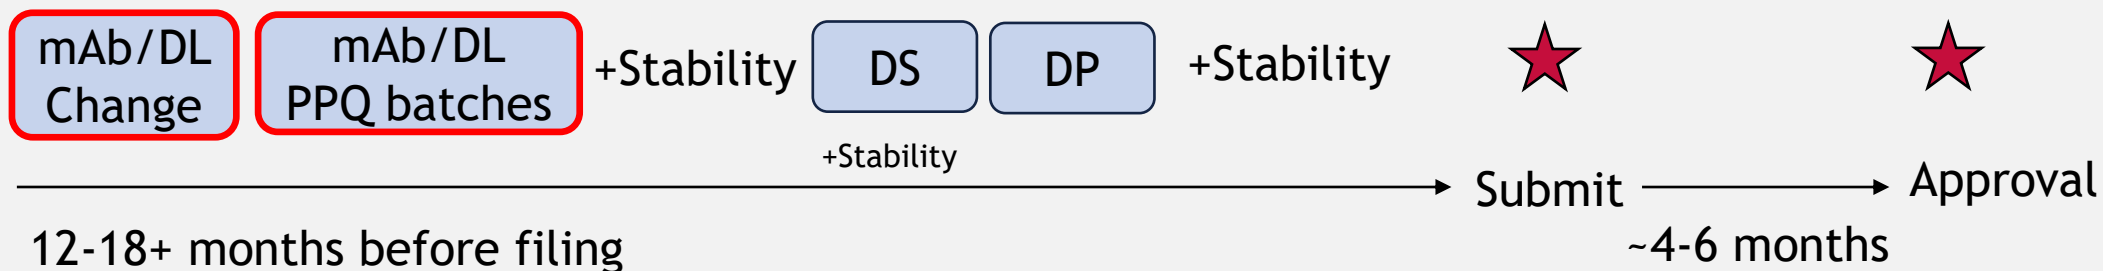 mAb/DL
Change
mAb/DL
PPQ batches
+Stability
DS
DP
+Stability
+Stability
Submit
Approval
12-18+ months before filing
~4-6 months